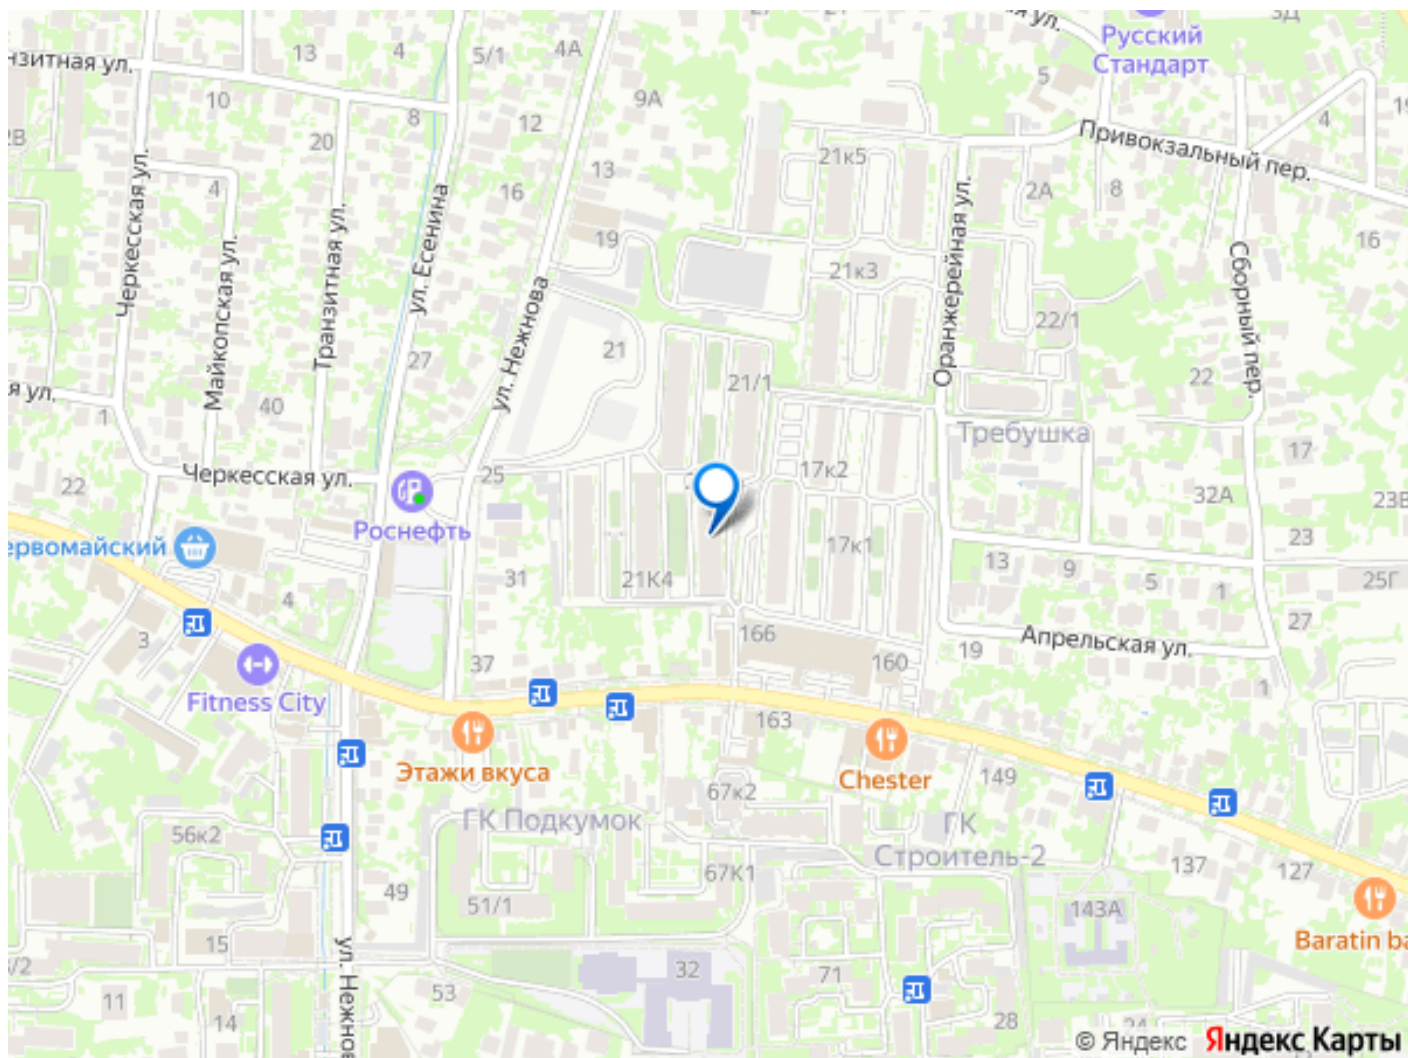 Русский
Стандарт
3Д
13
4
5/1
4А
нзитная ул.
5
9А
10
8
12
4
20
Привокзальный пер.
21к5
13
4
16
2А
8
Черкесская ул.
Майкопская ул.
Транзитная ул.
ул. Есенина
19
16
21к3
Оранжерейная ул.
Сборный пер.
ул. Нежнова
22/1
21
27
21/1
22
я ул.
1
40
Требушка
17
Черкесская ул.
25
17к2
22
32А
23В
Роснефть
ервомайский
17к1
23
13
9
5
1
31
21К4
25Г
4
3
166
27
Апрельская ул.
19
37
160
1
Fitness City
163
Этажи вкуса
Chester
149
67к2
ГК Подкумок
ГК
Строитель-2
56к2
137
127
67К1
49
51/1
143А
15
Baratin ba
ул. Нежнов
32
71
53
11
14
28
24
© Яндекс Яндекс Карты